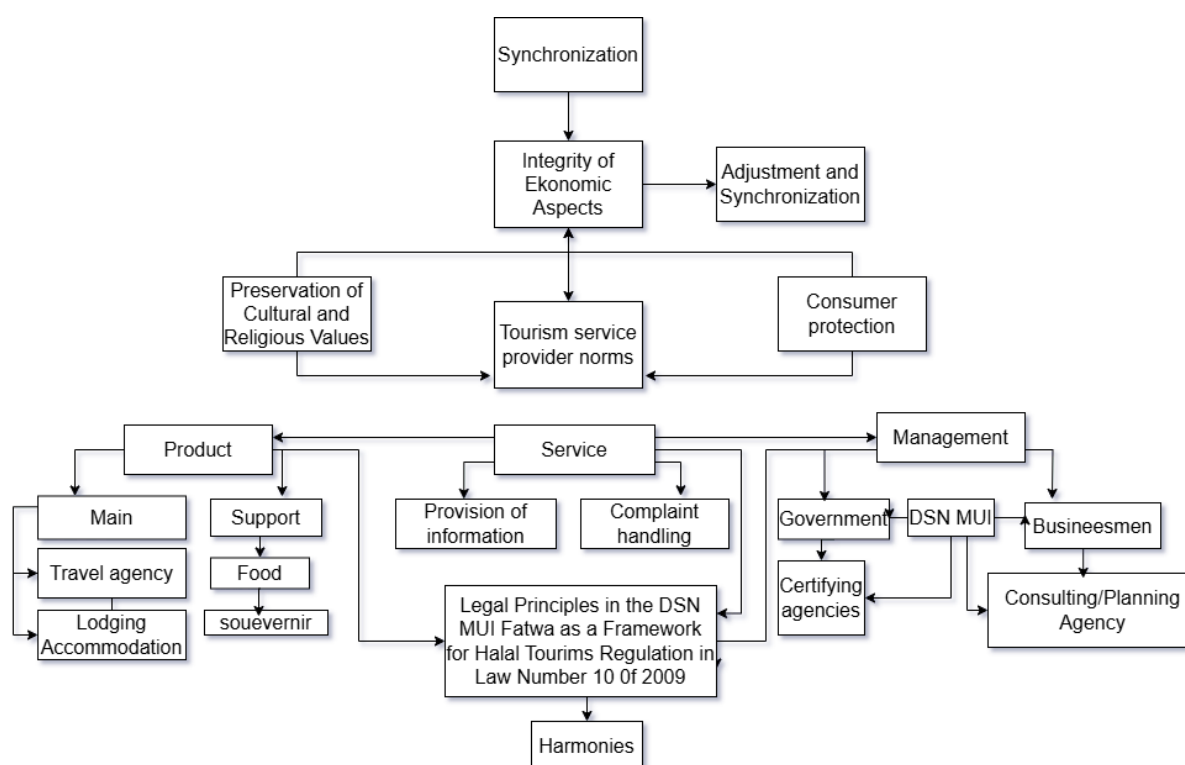 Synchronization
Integrity of
Ekonomic
Aspects
Adjustment and
Synchronization
Preservation of
Cultural and
Religious Values
Tourism service
provider norms
Consumer
protection
Product
Service
Management
Main
Support
Provision of
information
Complaint
handling
Government
DSN MUI
Busineesmen
Travel agency
Food
Certifying
agencies
Consulting/Planning
Agency
Lodging
Accommodation
souevernir
Legal Principles in the DSN
MUI Fatwa as a Framework
for Halal Tourims Regulation in
Law Number 10 0f 2009
Harmonies